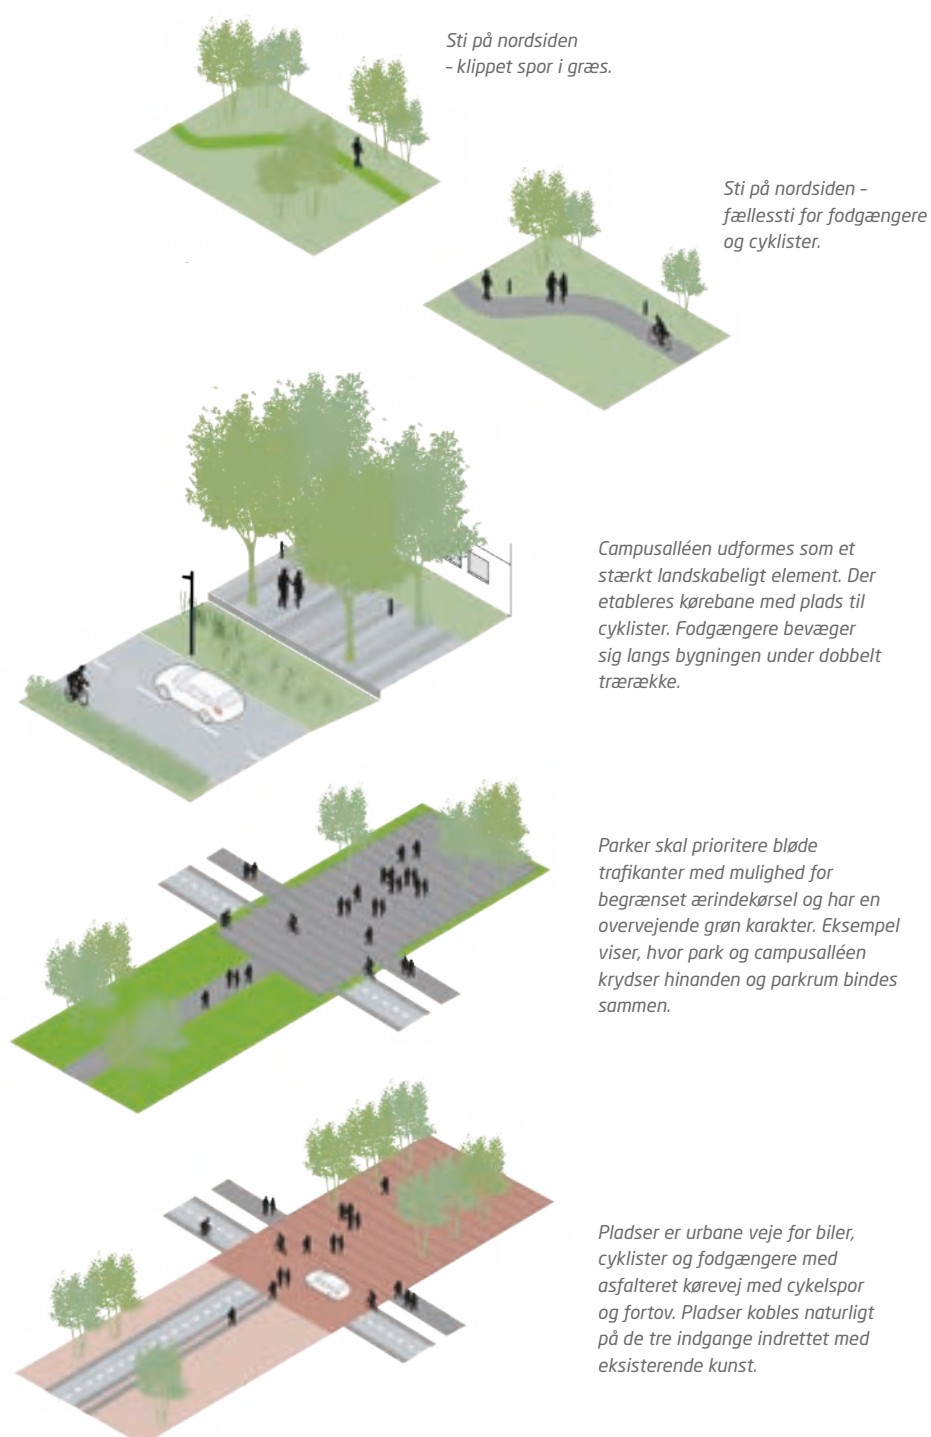 Sti på nordsiden
– klippet spor i græs.
Sti på nordsiden –
fællessti for fodgængere
og cyklister.
Campusalléen udformes som et
stærkt landskabeligt element. Der
etableres kørebane med plads til
cyklister. Fodgængere bevæger
sig langs bygningen under dobbelt
trærække.
Parker skal prioritere bløde
trafikanter med mulighed for
begrænset ærindekørsel og har en
overvejende grøn karakter. Eksempel
viser, hvor park og campusalléen
krydser hinanden og parkrum bindes
sammen.
Pladser er urbane veje for biler,
cyklister og fodgængere med
asfalteret kørevej med cykelspor
og fortov. Pladser kobles naturligt
på de tre indgange indrettet med
eksisterende kunst.